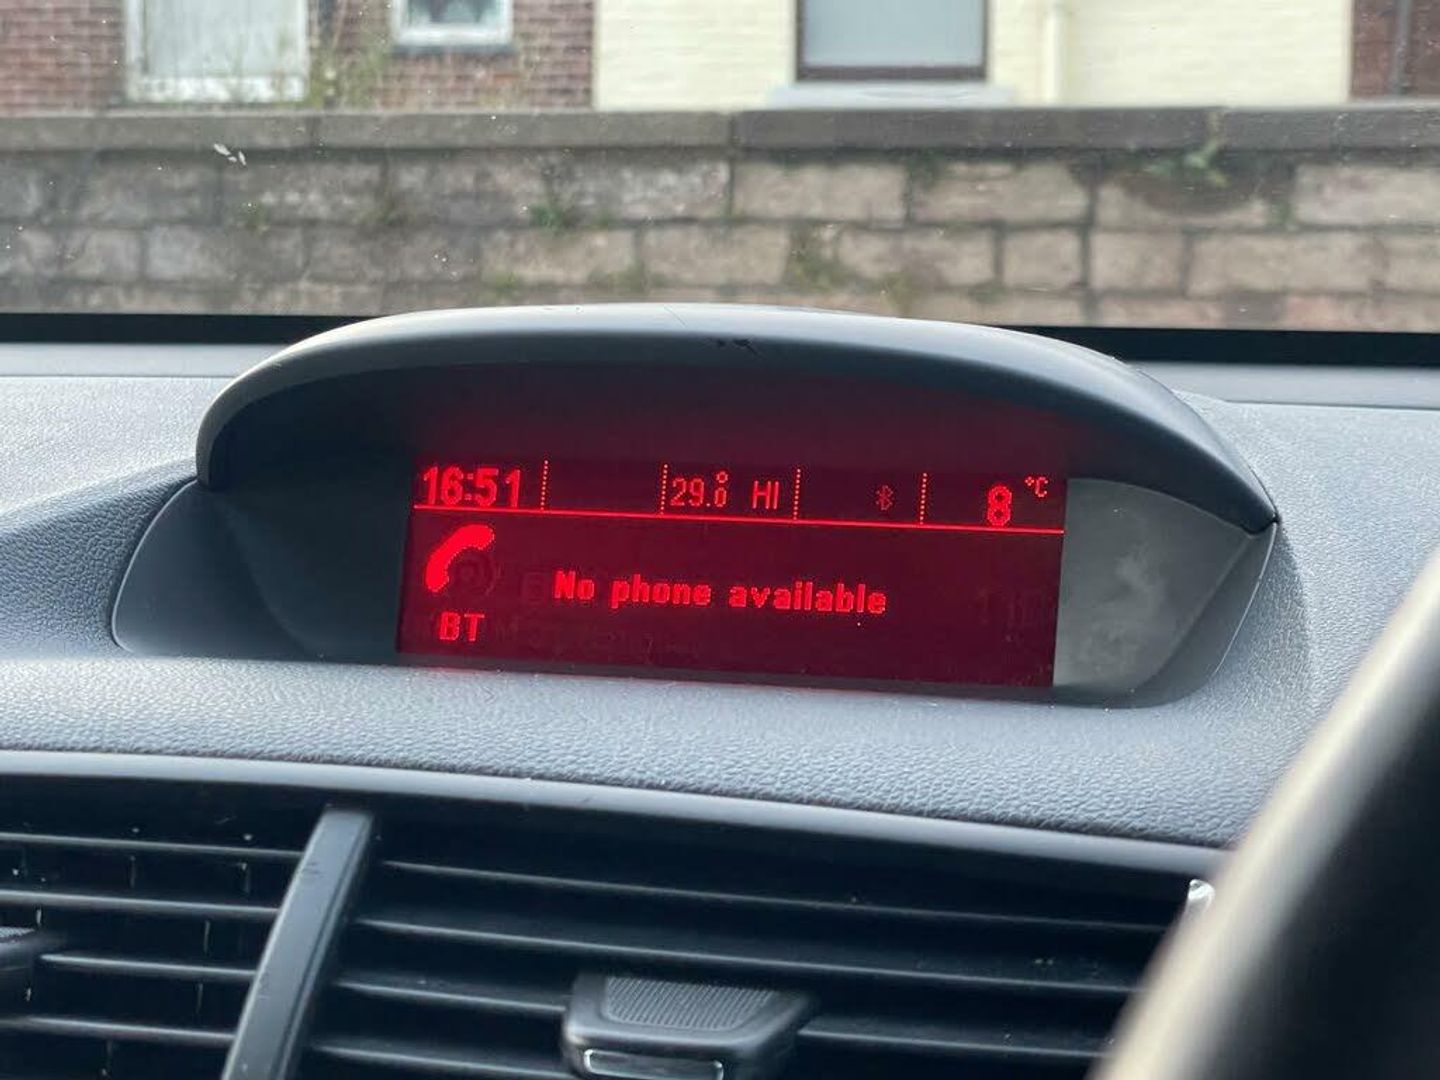 16:51 29.0° HI 8 °C
No phone available
BT